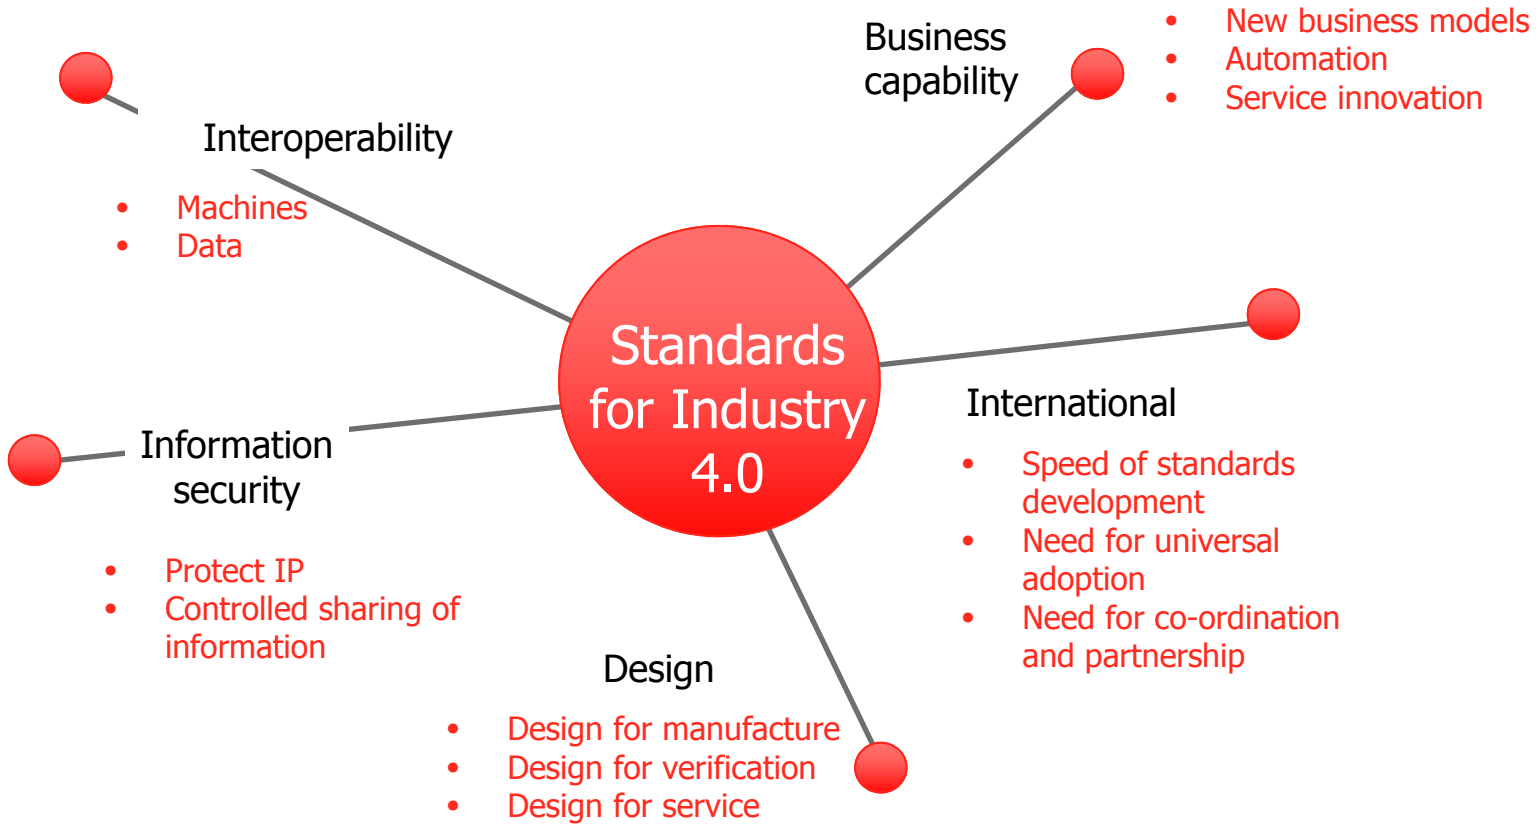 Business
capability
• New business models
• Automation
• Service innovation
Interoperability
• Machines
• Data
Standards
for Industry
4.0
International
• Speed of standards
development
• Need for universal
adoption
• Need for co-ordination
and partnership
Information
security
• Protect IP
• Controlled sharing of
information
Design
• Design for manufacture
• Design for verification
• Design for service